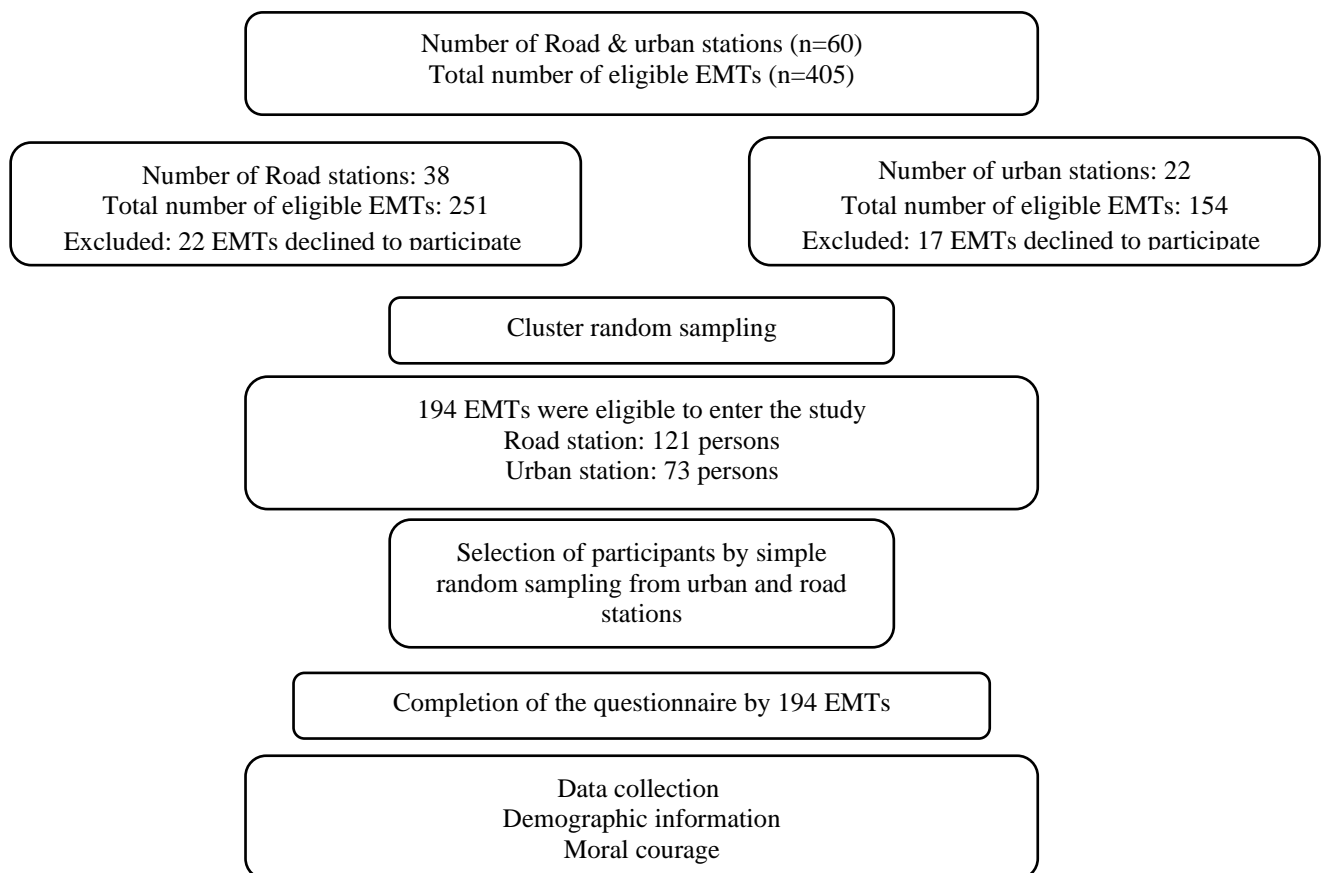 Number of Road & urban stations (n=60)
Total number of eligible EMTs (n=405)
Number of Road stations: 38
Total number of eligible EMTs: 251
Excluded: 22 EMTs declined to participate
Number of urban stations: 22
Total number of eligible EMTs: 154
Excluded: 17 EMTs declined to participate
Cluster random sampling
194 EMTs were eligible to enter the study
Road station: 121 persons
Urban station: 73 persons
Selection of participants by simple
random sampling from urban and road
stations
Completion of the questionnaire by 194 EMTs
Data collection
Demographic information
Moral courage